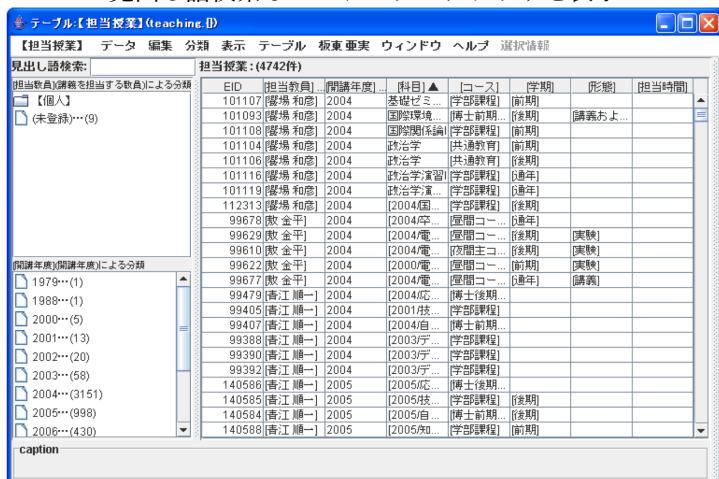 テーブル:【担当授業】(teaching.[])
【担当授業】 データ 編集 分類 表示 テーブル 板東 亜実 ウィンドウ ヘルプ 選択情報
見出し語検索: 担当授業:(4742件)
[担当教員](講義を担当する教員)による分類
【個人】
(未登録)…(9)
[開講年度](開講年度)による分類
1979…(1)
1988…(1)
2000…(5)
2001…(13)
2002…(20)
2003…(58)
2004…(3151)
2005…(998)
2006…(430)
EID [担当教員]... [開講年度]... [科目]▲ [コース] [学期] [形態] [担当時間]
101107 [饗場 和彦] 2004 基礎ゼミ... [学部課程] [前期]
101093 [饗場 和彦] 2004 国際環境... [博士前期... [後期] [講義およ...
101108 [饗場 和彦] 2004 国際関係論I [学部課程] [前期]
101104 [饗場 和彦] 2004 政治学 [共通教育] [前期]
101106 [饗場 和彦] 2004 政治学 [共通教育] [後期]
101116 [饗場 和彦] 2004 政治学演習I [学部課程] [通年]
101119 [饗場 和彦] 2004 政治学演... [学部課程] [通年]
112313 [饗場 和彦] 2004 [2004/国... [学部課程] [後期]
99678 [敖 金平] 2004 [2004/卒... [昼間コー... [通年]
99629 [敖 金平] 2004 [2004/電... [昼間コー... [後期] [実験]
99610 [敖 金平] 2004 [2004/電... [夜間主コ... [後期] [実験]
99622 [敖 金平] 2004 [2000/電... [昼間コー... [前期] [実験]
99677 [敖 金平] 2004 [2004/電... [昼間コー... [通年] [講義]
99479 [青江 順一] 2004 [2004/応... [博士後期...
99405 [青江 順一] 2004 [2001/技... [学部課程]
99407 [青江 順一] 2004 [2004/自... [博士前期...
99388 [青江 順一] 2004 [2003/デ... [学部課程]
99390 [青江 順一] 2004 [2003/デ... [学部課程]
99392 [青江 順一] 2004 [2003/デ... [学部課程]
140586 [青江 順一] 2005 [2005/応... [博士後期...
140585 [青江 順一] 2005 [2005/技... [学部課程] [後期]
140584 [青江 順一] 2005 [2005/自... [博士前期... [後期]
140588 [青江 順一] 2005 [2005/知... [学部課程] [前期]
caption